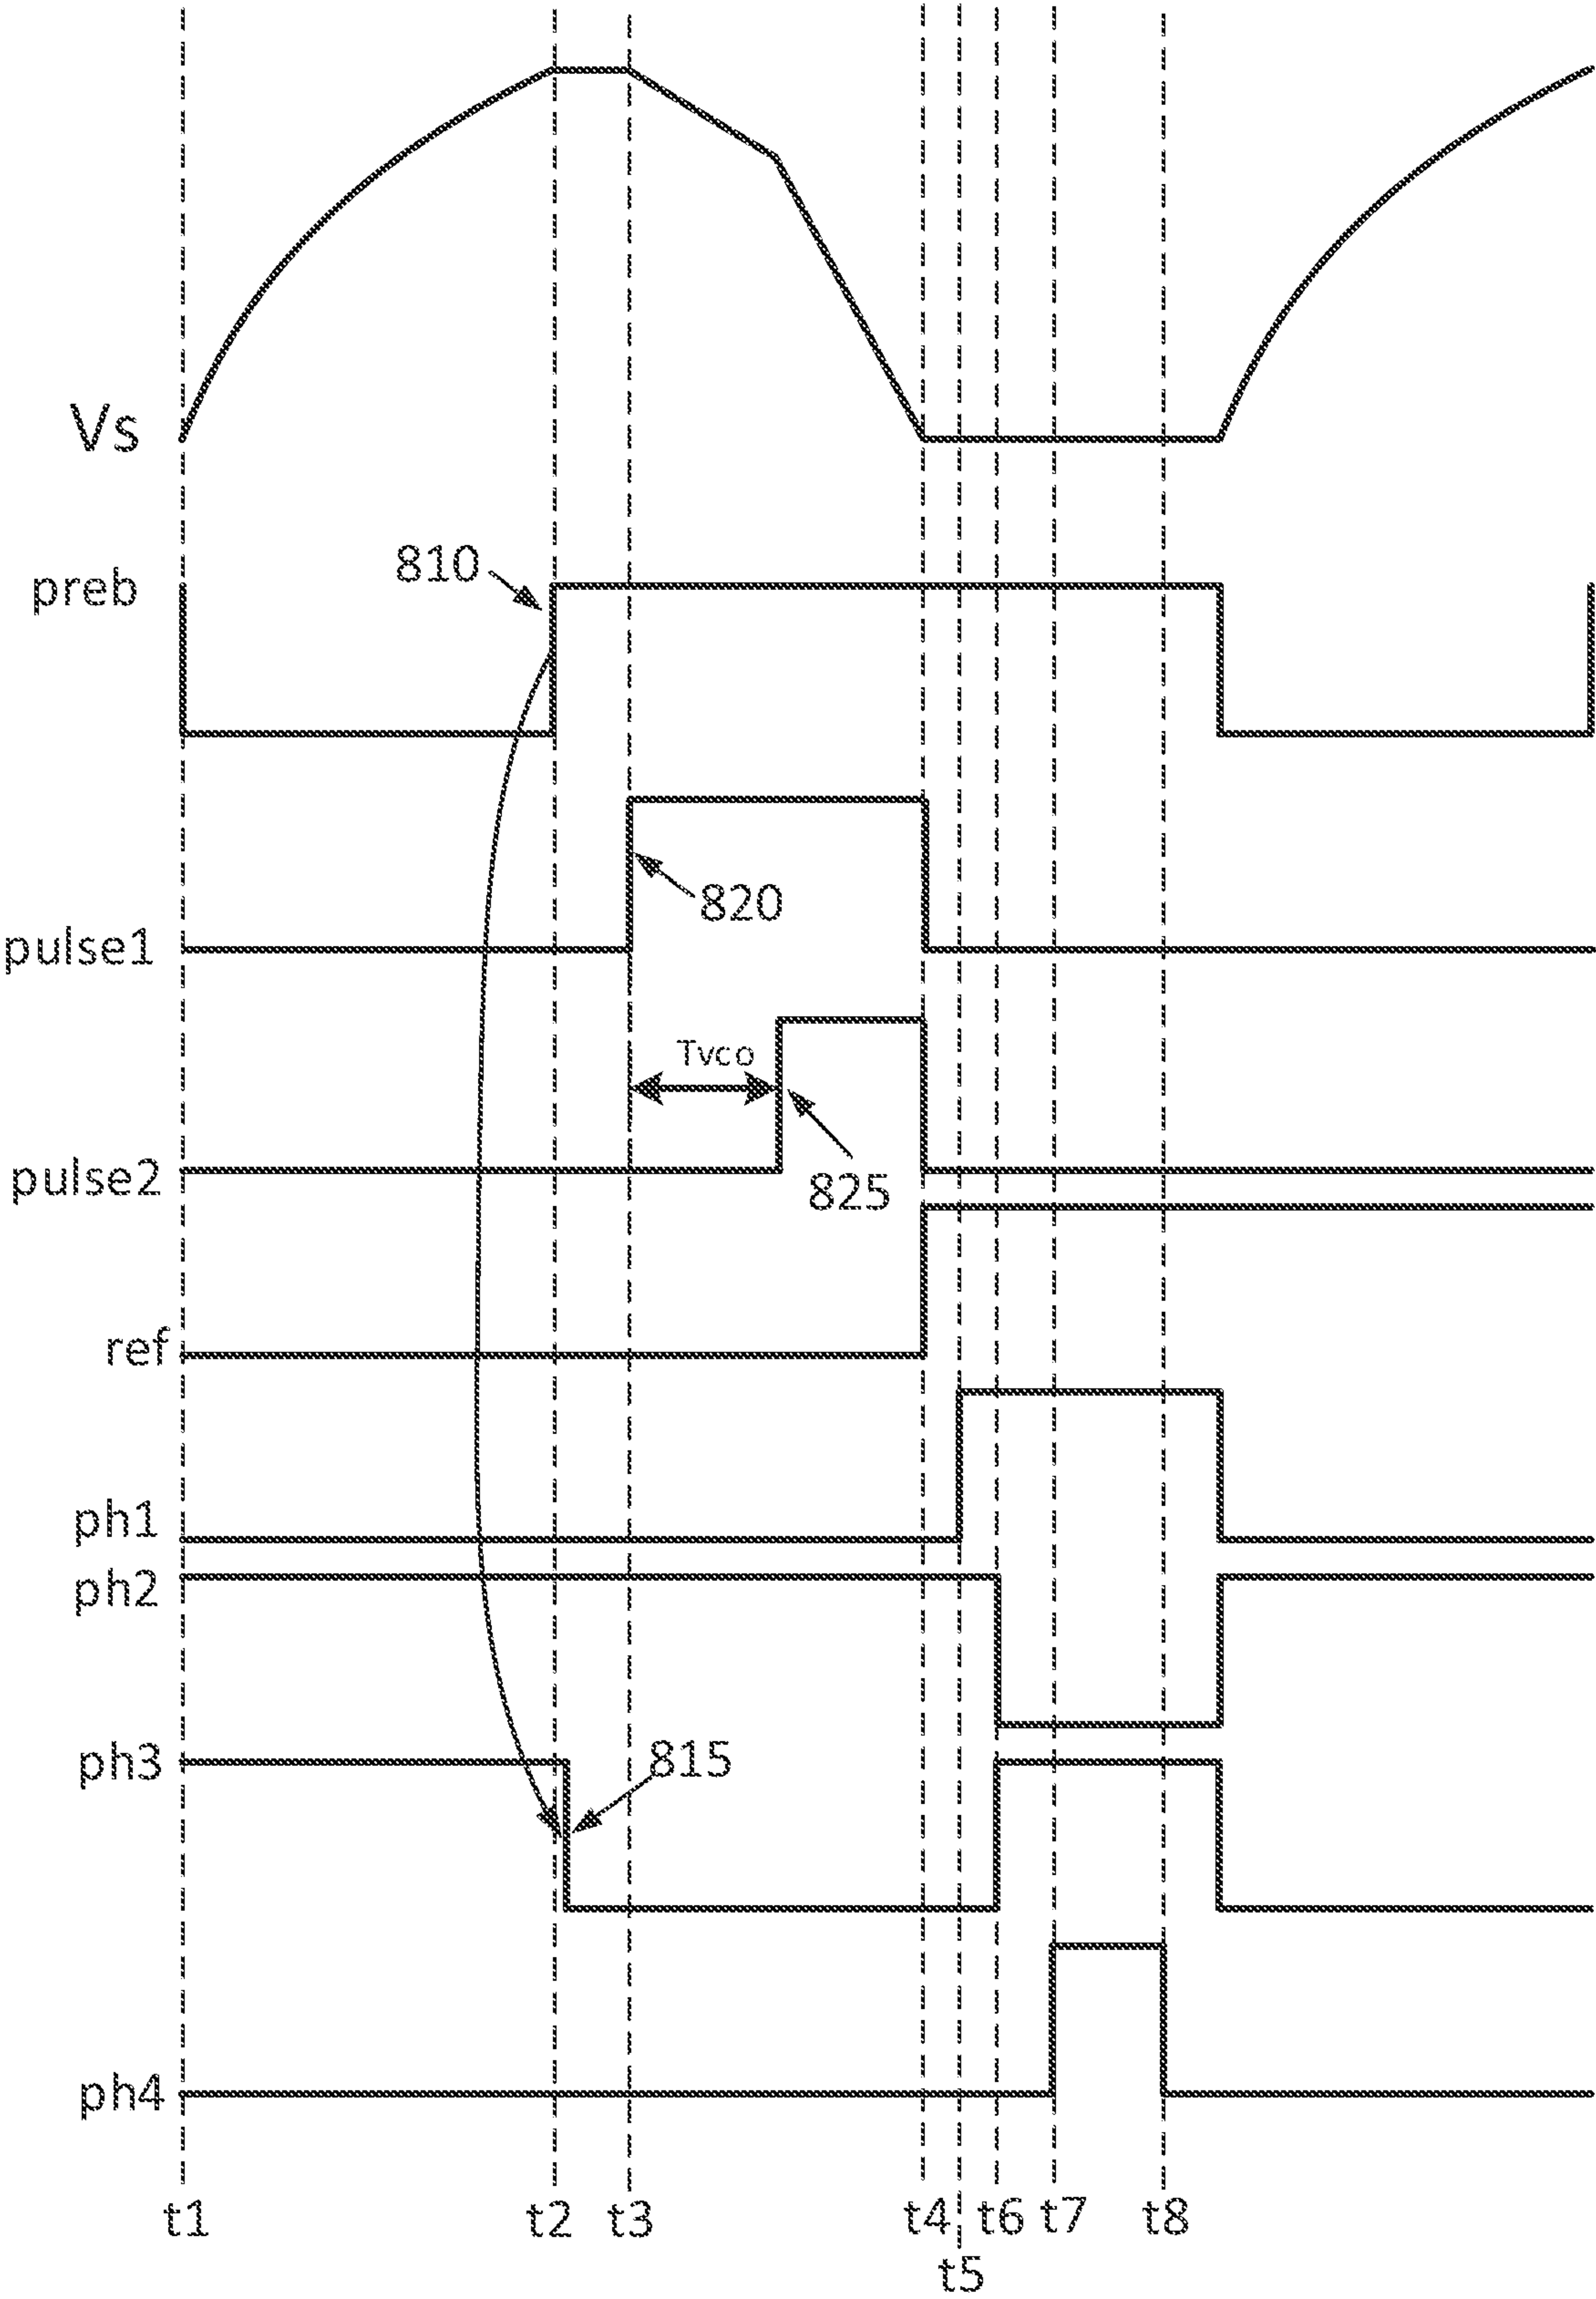 Vs
810
preb
820
pulse1
Tvco
pulse2
825
ref
ph1
ph2
ph3
815
ph4
t1 t2 t3 t4 t6 t7 t8
t5